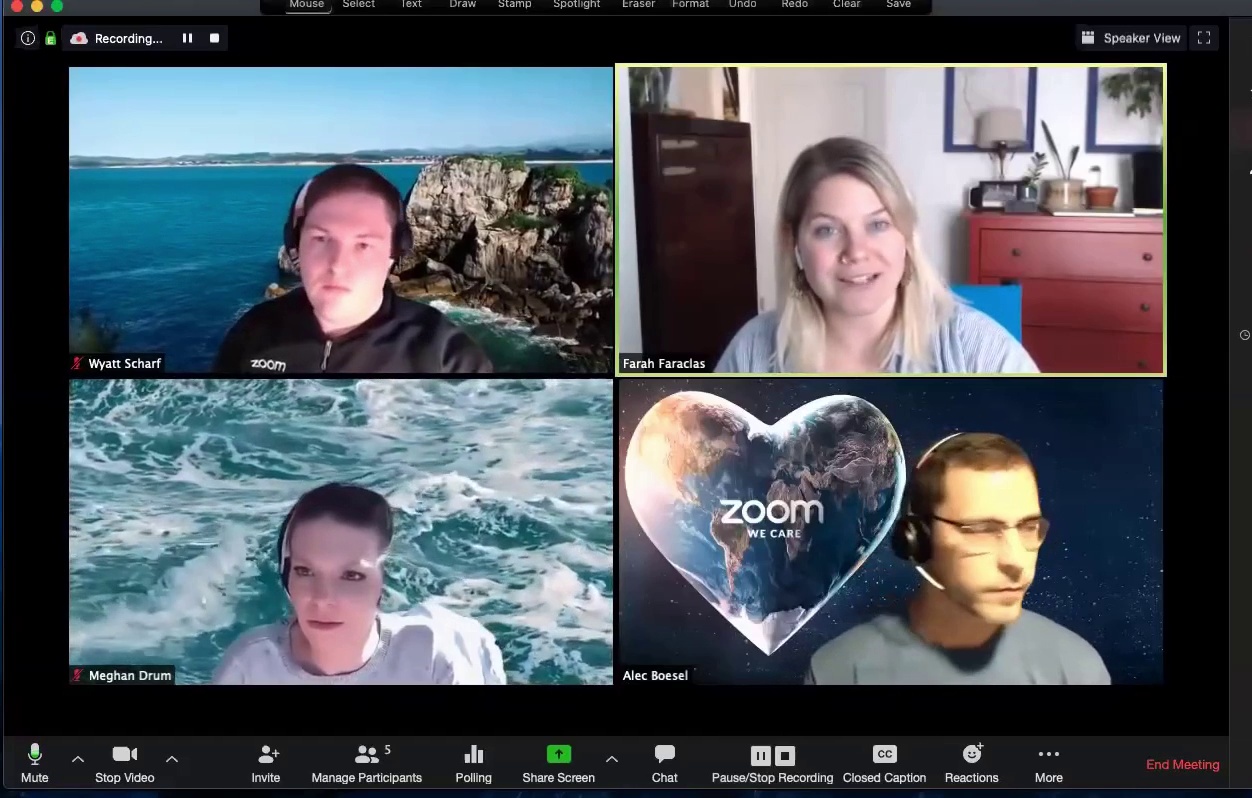 Mouse Select Text Draw Stamp Spotlight Eraser Format Undo Redo Clear Save
Recording... Speaker View
zoom
Wyatt Scharf
Farah Faraclas
zoom
WE CARE
Meghan Drum
Alec Boesel
5
CC
Mute Stop Video Invite Manage Participants Polling Share Screen Chat Pause/Stop Recording Closed Caption Reactions More End Meeting